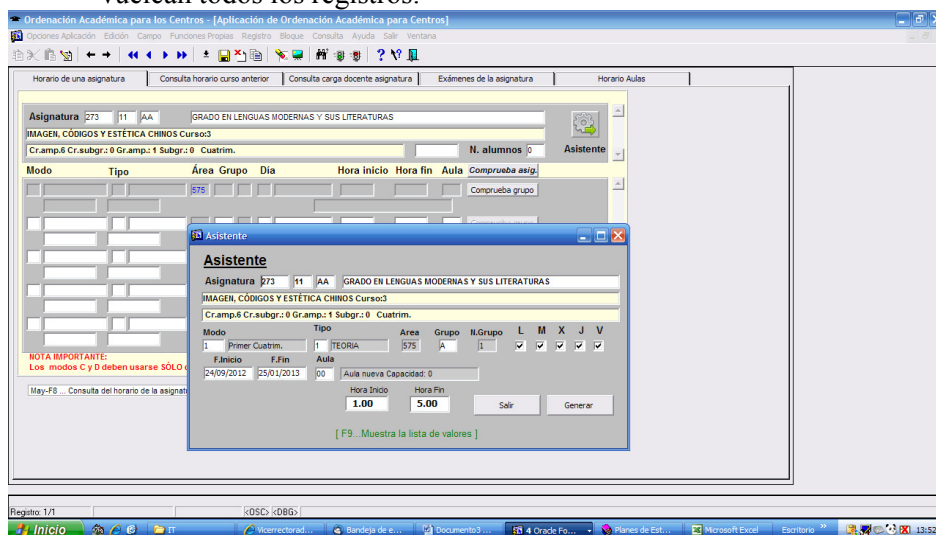 vuelcan todos los registros.
Ordenación Académica para los Centros - [Aplicación de Ordenación Académica para Centros]
Opciones Aplicación Edición Campo Funciones Propias Registro Bloque Consulta Ayuda Salir Ventana
Horario de una asignatura Consulta horario curso anterior Consulta carga docente asignatura Exámenes de la asignatura Horario Aulas
Asignatura 273 11 AA GRADO EN LENGUAS MODERNAS Y SUS LITERATURAS
IMAGEN, CÓDIGOS Y ESTÉTICA CHINOS Curso:3
Cr.amp.6 Cr.subgr.: 0 Gr.amp.: 1 Subgr.: 0 Cuatrim. N. alumnos 0 Asistente
Modo Tipo Área Grupo Día Hora inicio Hora fin Aula Comprueba asig.
575 Comprueba grupo
Asistente
Asistente
Asignatura 273 11 AA GRADO EN LENGUAS MODERNAS Y SUS LITERATURAS
IMAGEN, CÓDIGOS Y ESTÉTICA CHINOS Curso:3
Cr.amp.6 Cr.subgr.: 0 Gr.amp.: 1 Subgr.: 0 Cuatrim.
Modo Tipo Area Grupo N.Grupo L M X J V
1 Primer Cuatrim. 1 TEORIA 575 A 1
F.Inicio F.Fin Aula
24/09/2012 25/01/2013 00 Aula nueva Capacidad: 0
Hora Inicio Hora Fin
1.00 5.00 Salir Generar
[ F9...Muestra la lista de valores ]
NOTA IMPORTANTE:
Los modos C y D deben usarse SÓLO
May-F8 ... Consulta del horario de la asignat
Registro: 1/1 <OSC> <DBG>
Inicio IT Vicerrectorad... Bandeja de e... Documento3 ... 4 Oracle Fo... Planes de Est... Microsoft Excel Escritorio » 13:52